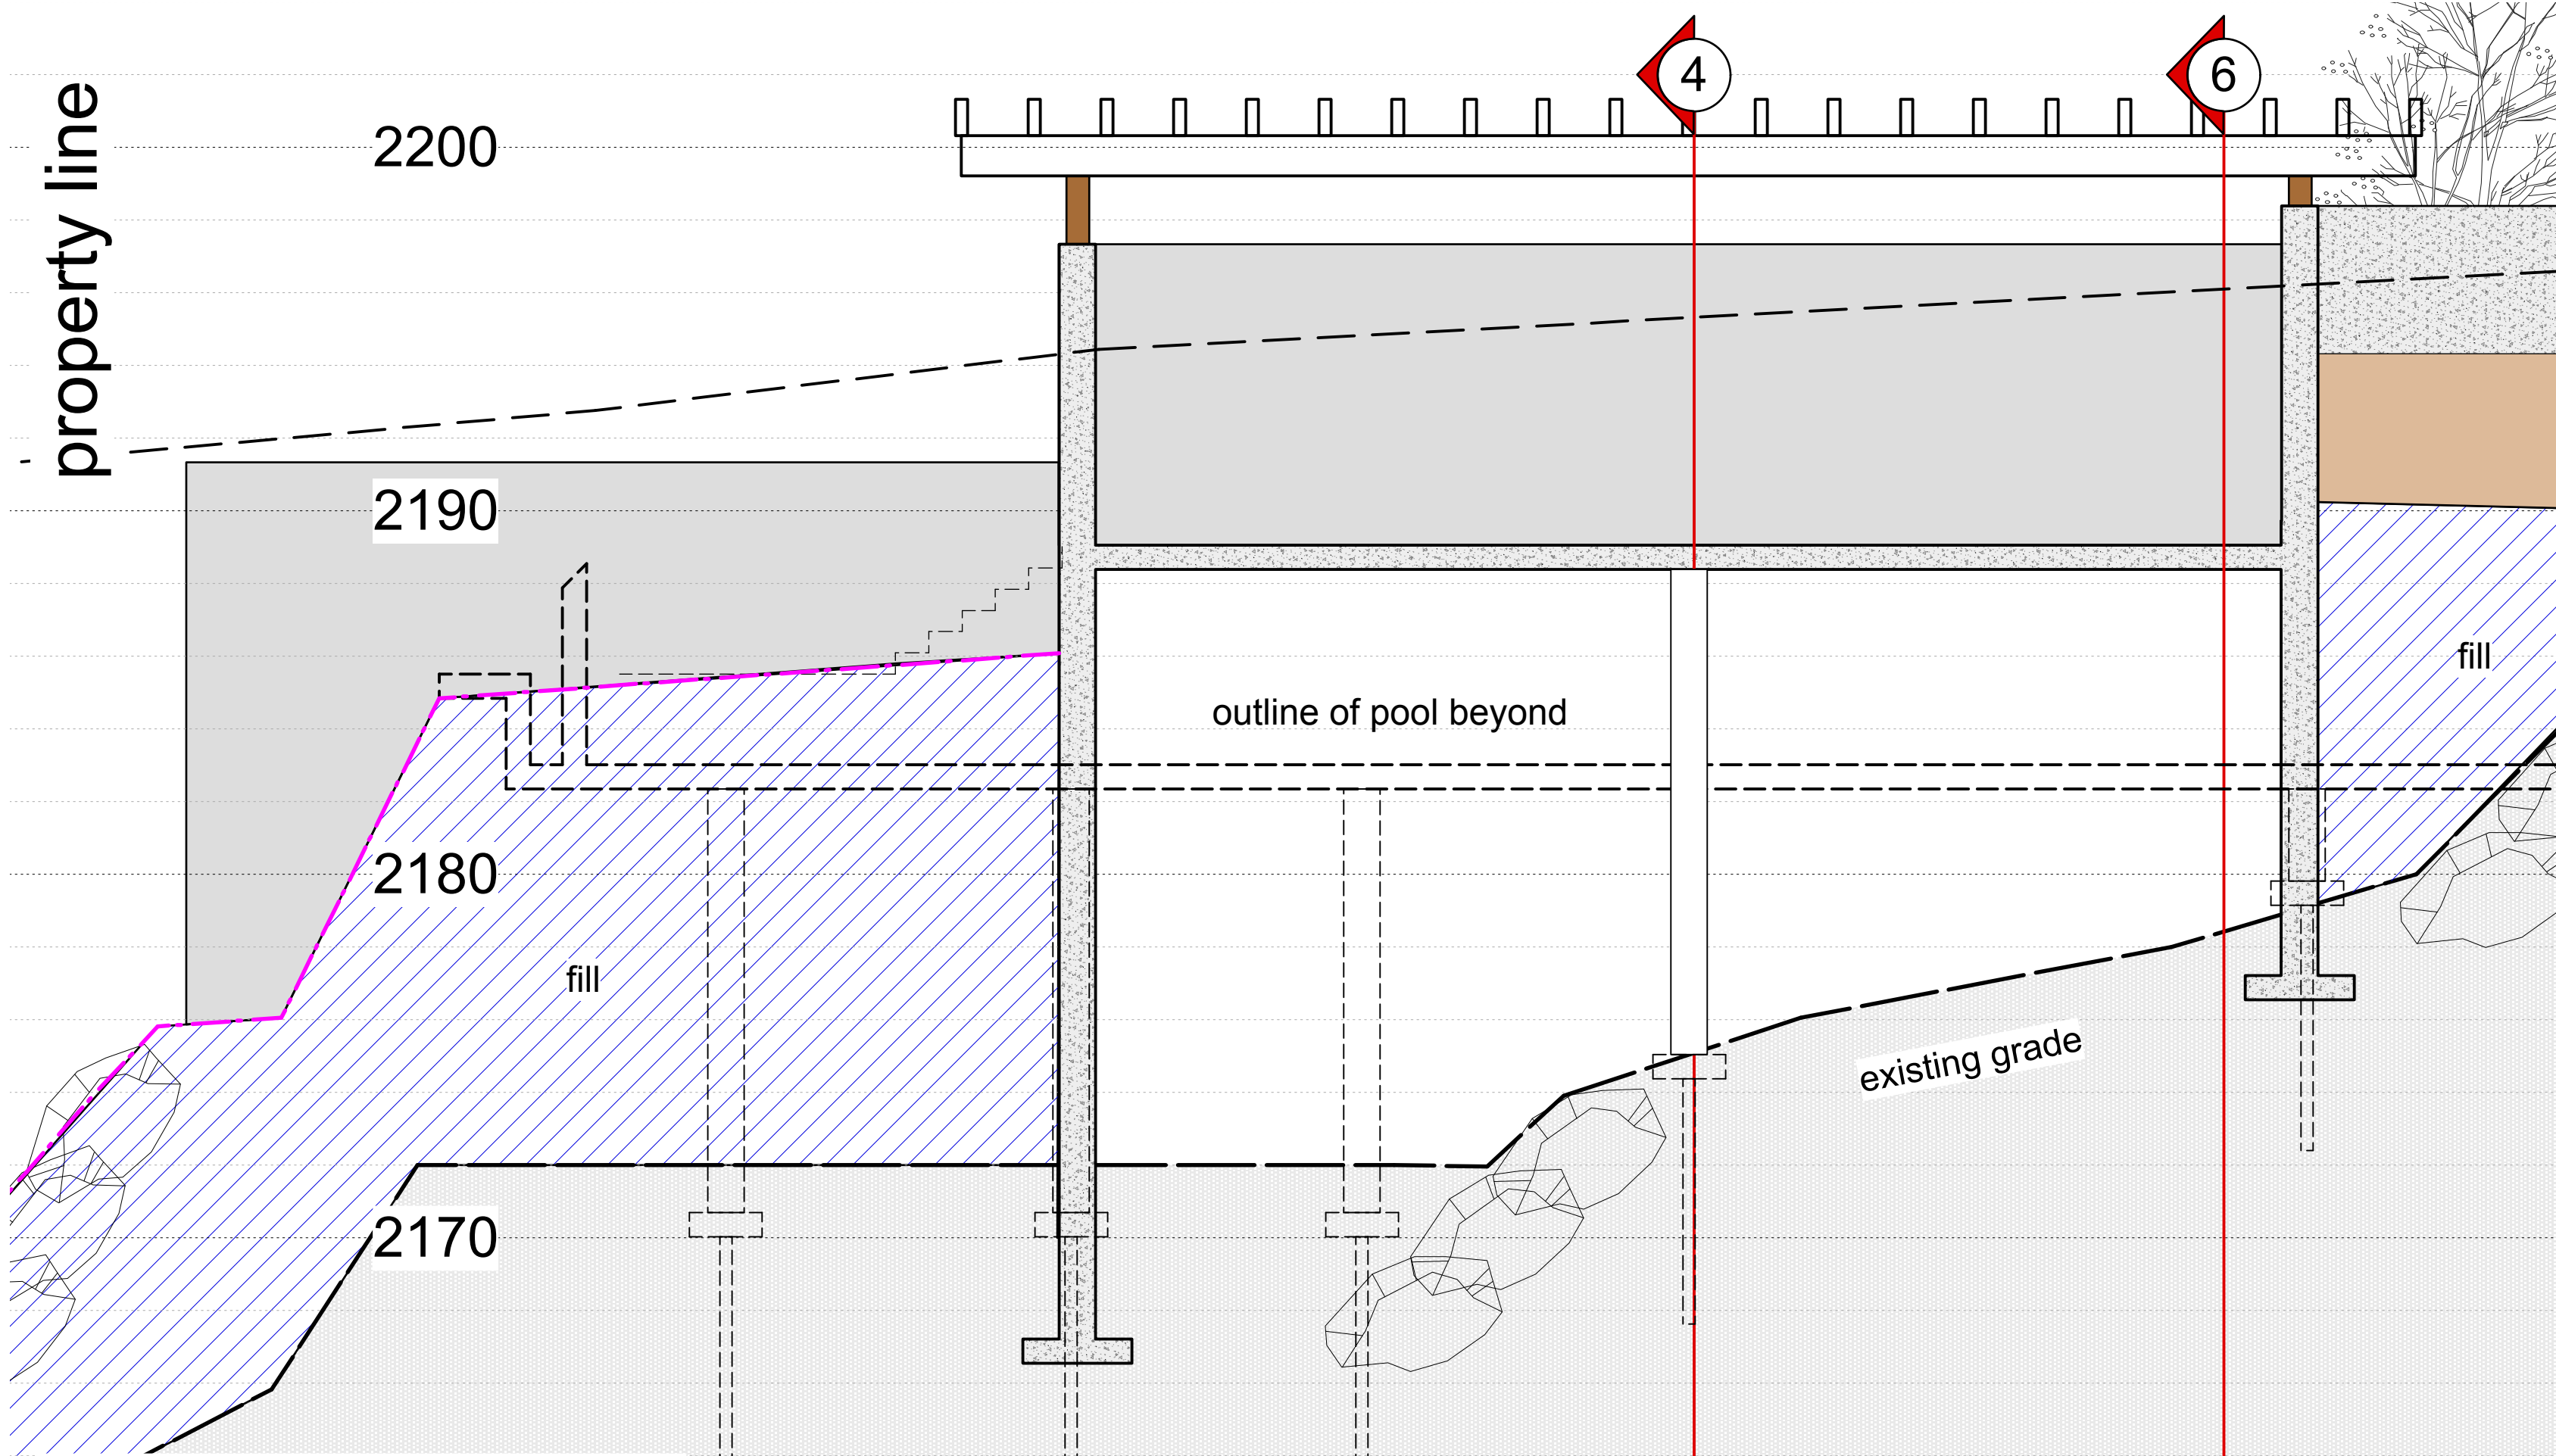 4
6
property line
2200
2190
fill
outline of pool beyond
2180
fill
existing grade
2170